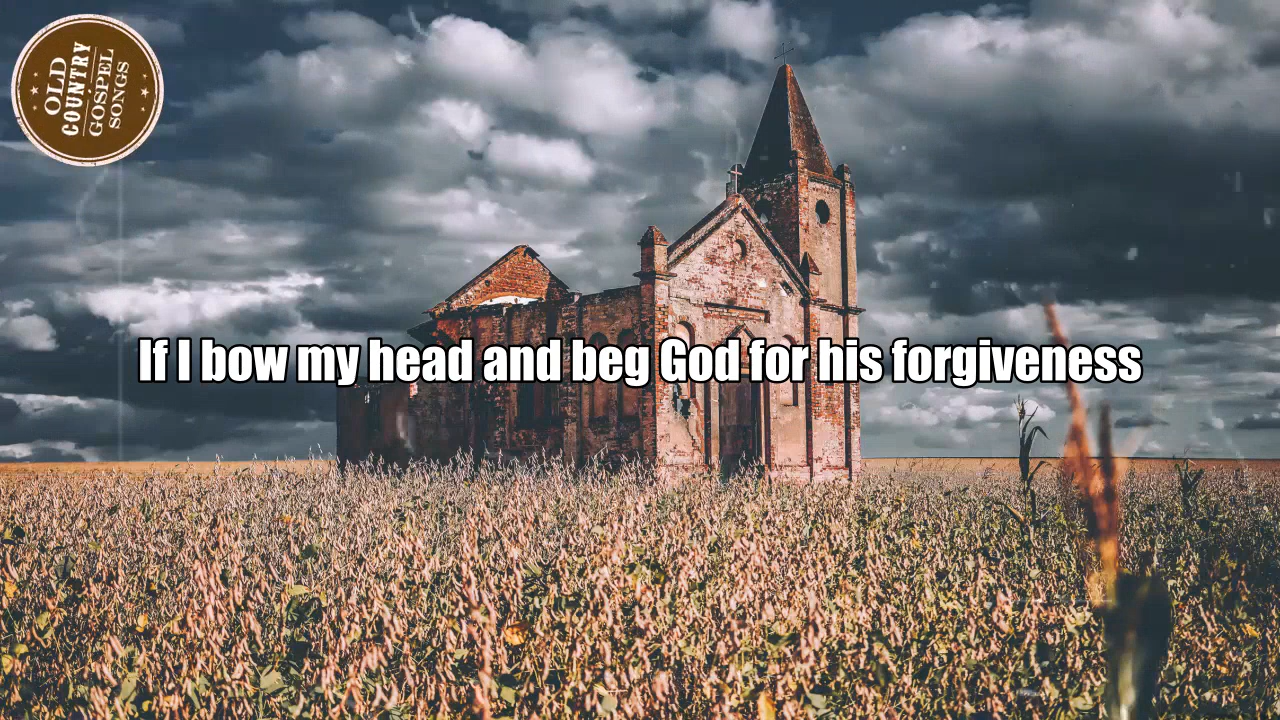 OLD
COUNTRY
GOSPEL
SONGS
If I bow my head and beg God for his forgiveness